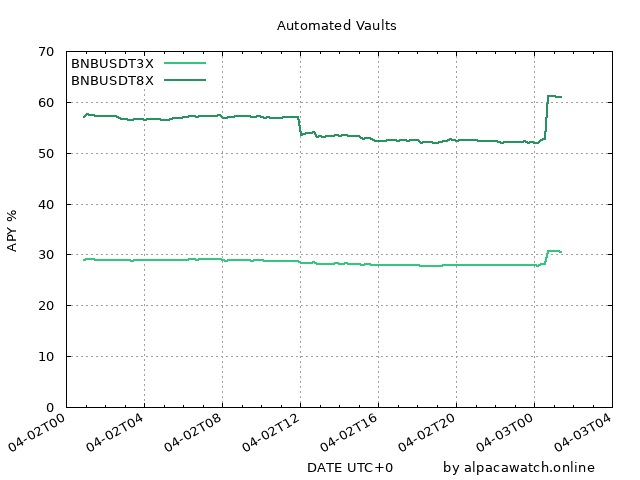 Automated Vaults
70
60
50
40
30
20
10
0
APY %
BNBUSDT3X
BNBUSDT8X
04-02T00
04-02T04
04-02T08
04-02T12
04-02T16
04-02T20
04-03T00
04-03T04
DATE UTC+0
by alpacawatch.online